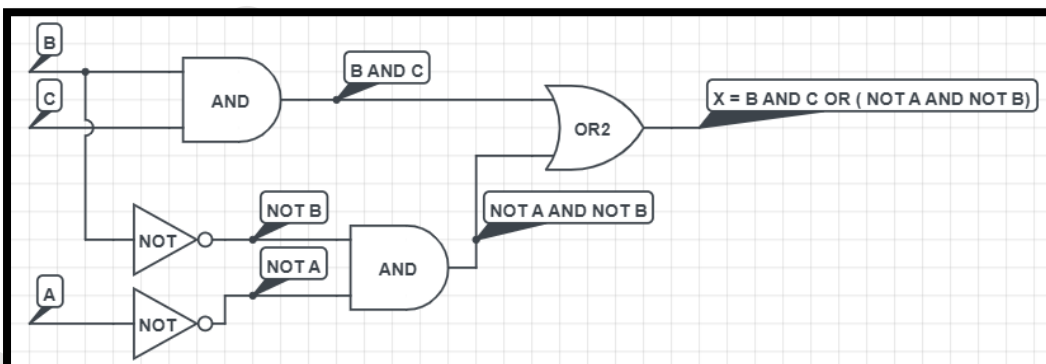 B
AND
B AND C
C
OR2
X = B AND C OR ( NOT A AND NOT B)
NOT B
NOT
NOT A AND NOT B
NOT A
AND
A
NOT